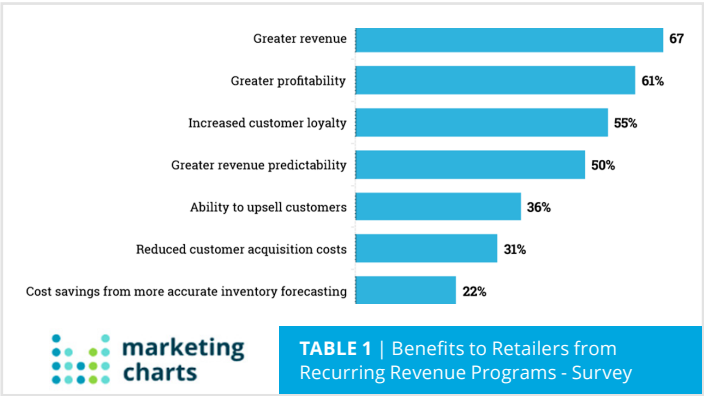 Greater revenue 67
Greater profitability 61%
Increased customer loyalty 55%
Greater revenue predictability 50%
Ability to upsell customers 36%
Reduced customer acquisition costs 31%
Cost savings from more accurate inventory forecasting 22%
marketing
charts
TABLE 1 | Benefits to Retailers from
Recurring Revenue Programs - Survey